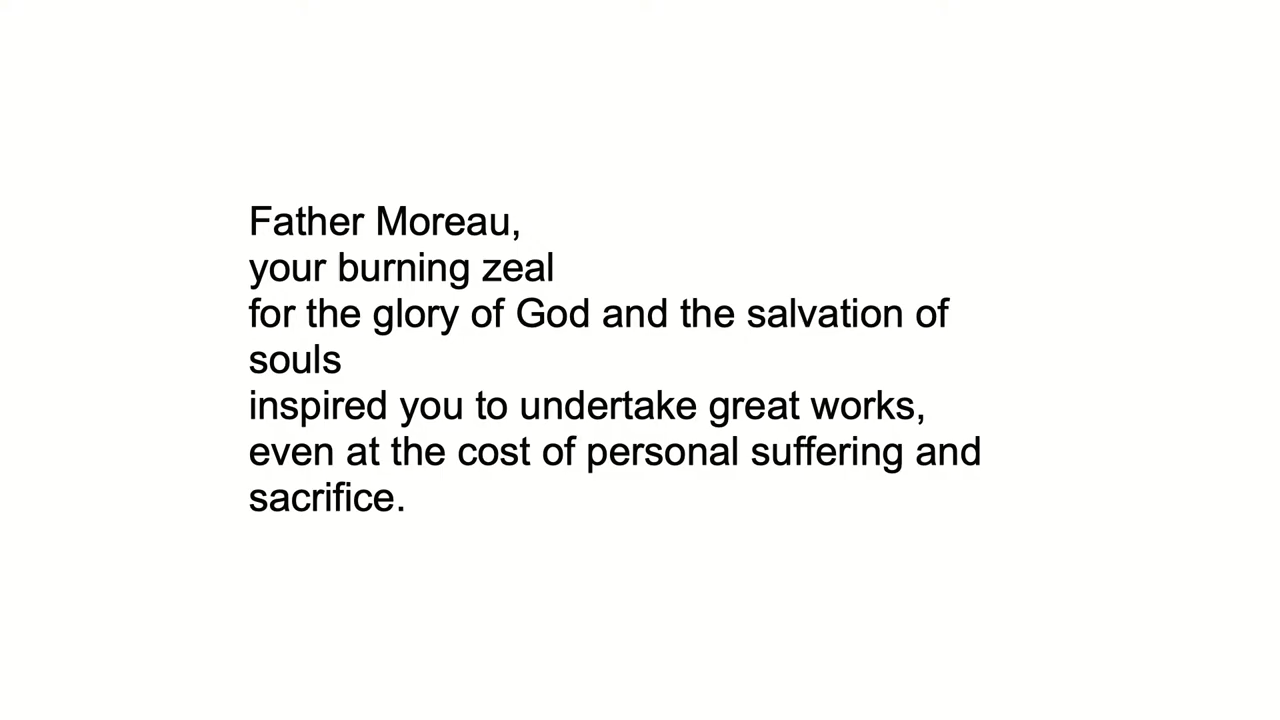 Father Moreau,
your burning zeal
for the glory of God and the salvation of
souls
inspired you to undertake great works,
even at the cost of personal suffering and
sacrifice.